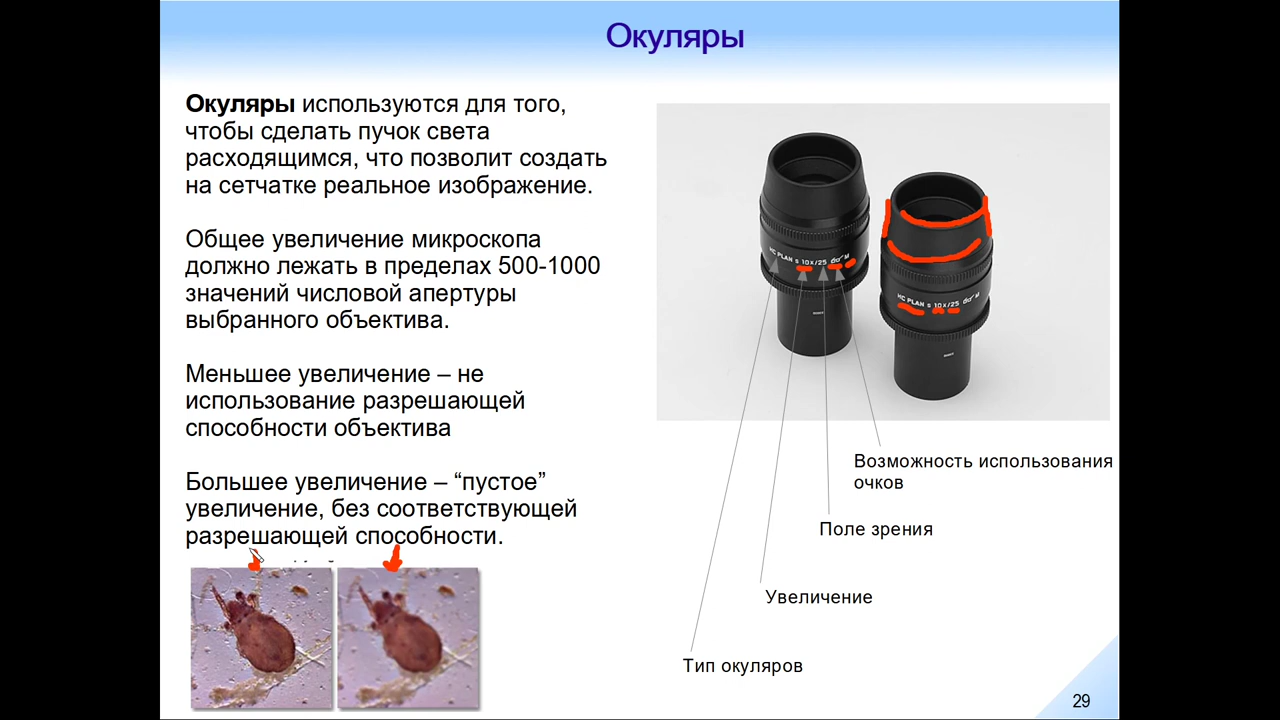 Окуляры
Окуляры используются для того,
чтобы сделать пучок света
расходящимся, что позволит создать
на сетчатке реальное изображение.
Общее увеличение микроскопа
должно лежать в пределах 500-1000
значений числовой апертуры
выбранного объектива.
Меньшее увеличение – не
использование разрешающей
способности объектива
Большее увеличение – “пустое”
увеличение, без соответствующей
разрешающей способности.
HC PLAN s 10X/25
M
HC PLAN s 10X/25
M
Возможность использования
очков
Поле зрения
Увеличение
Тип окуляров
29